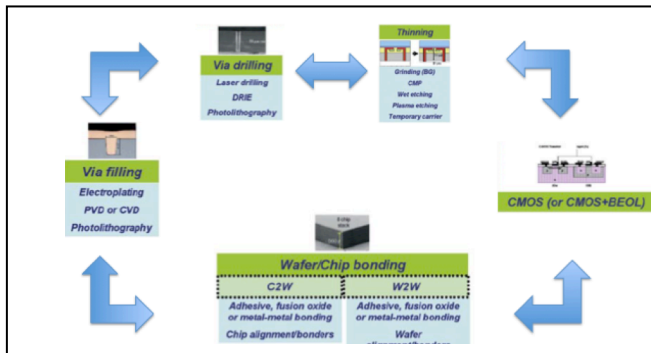 Via drilling
Laser drilling
DRIE
Photolithography
Thinning
Grinding (BG)
CMP
Wet etching
Plasma etching
Temporary carrier
Via filling
Electroplating
PVD or CVD
Photolithography
CMOS (or CMOS+BEOL)
Wafer/Chip bonding
C2W
Adhesive, fusion oxide
or metal-metal bonding
Chip alignment/bonders
W2W
Adhesive, fusion oxide
or metal-metal bonding
Wafer
alignment/bonders